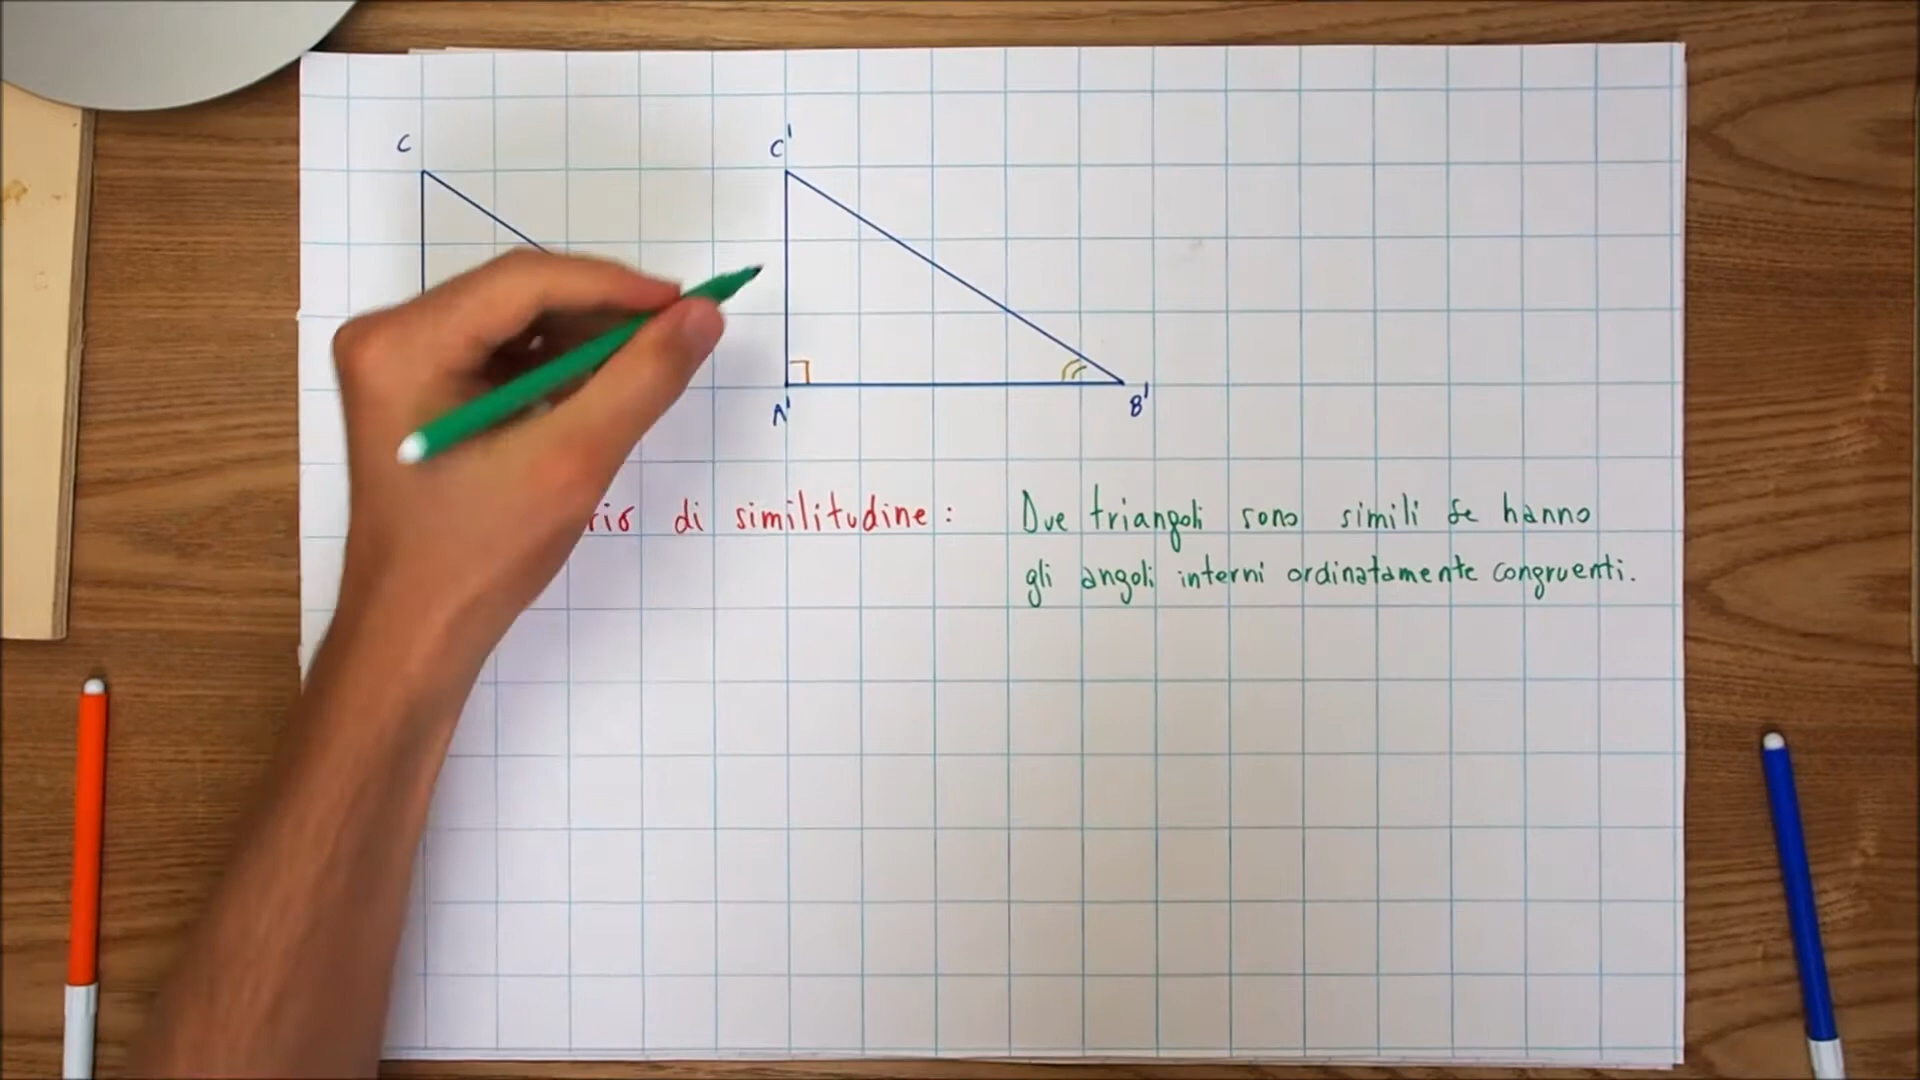 C
C'
A'
B'
di similitudine: Due triangoli sono simili se hanno
gli angoli interni ordinatamente congruenti.